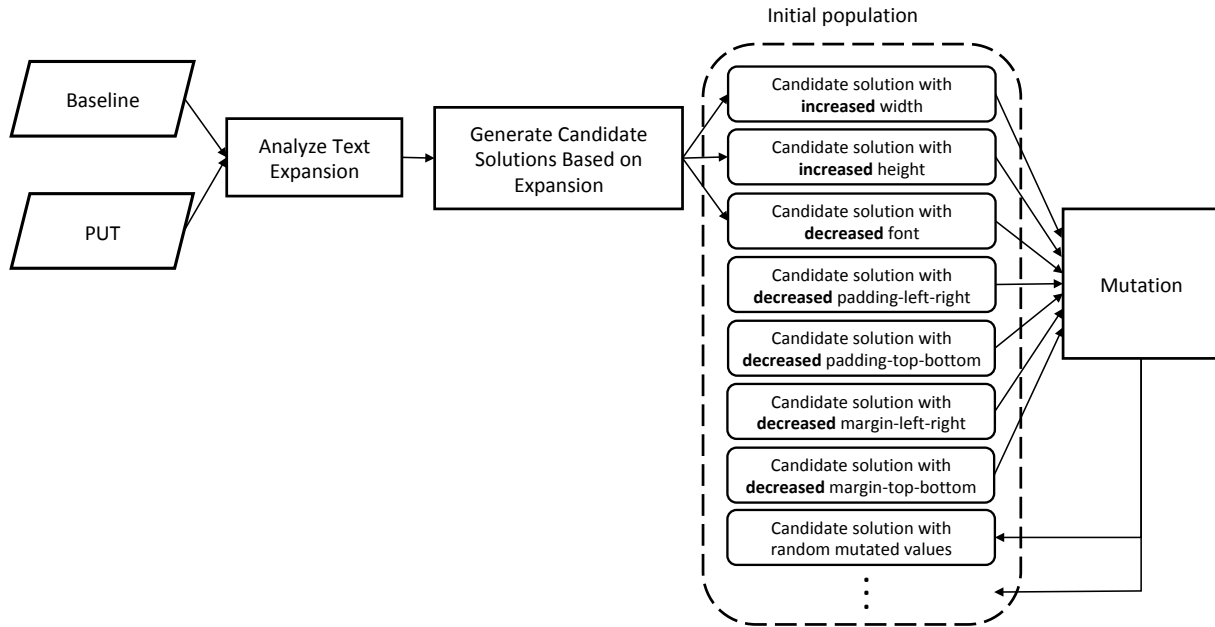 Initial population
Baseline
PUT
Analyze Text
Expansion
Generate Candidate
Solutions Based on
Expansion
Candidate solution with
increased width
Candidate solution with
increased height
Candidate solution with
decreased font
Candidate solution with
decreased padding-left-right
Candidate solution with
decreased padding-top-bottom
Candidate solution with
decreased margin-left-right
Candidate solution with
decreased margin-top-bottom
Candidate solution with
random mutated values
Mutation